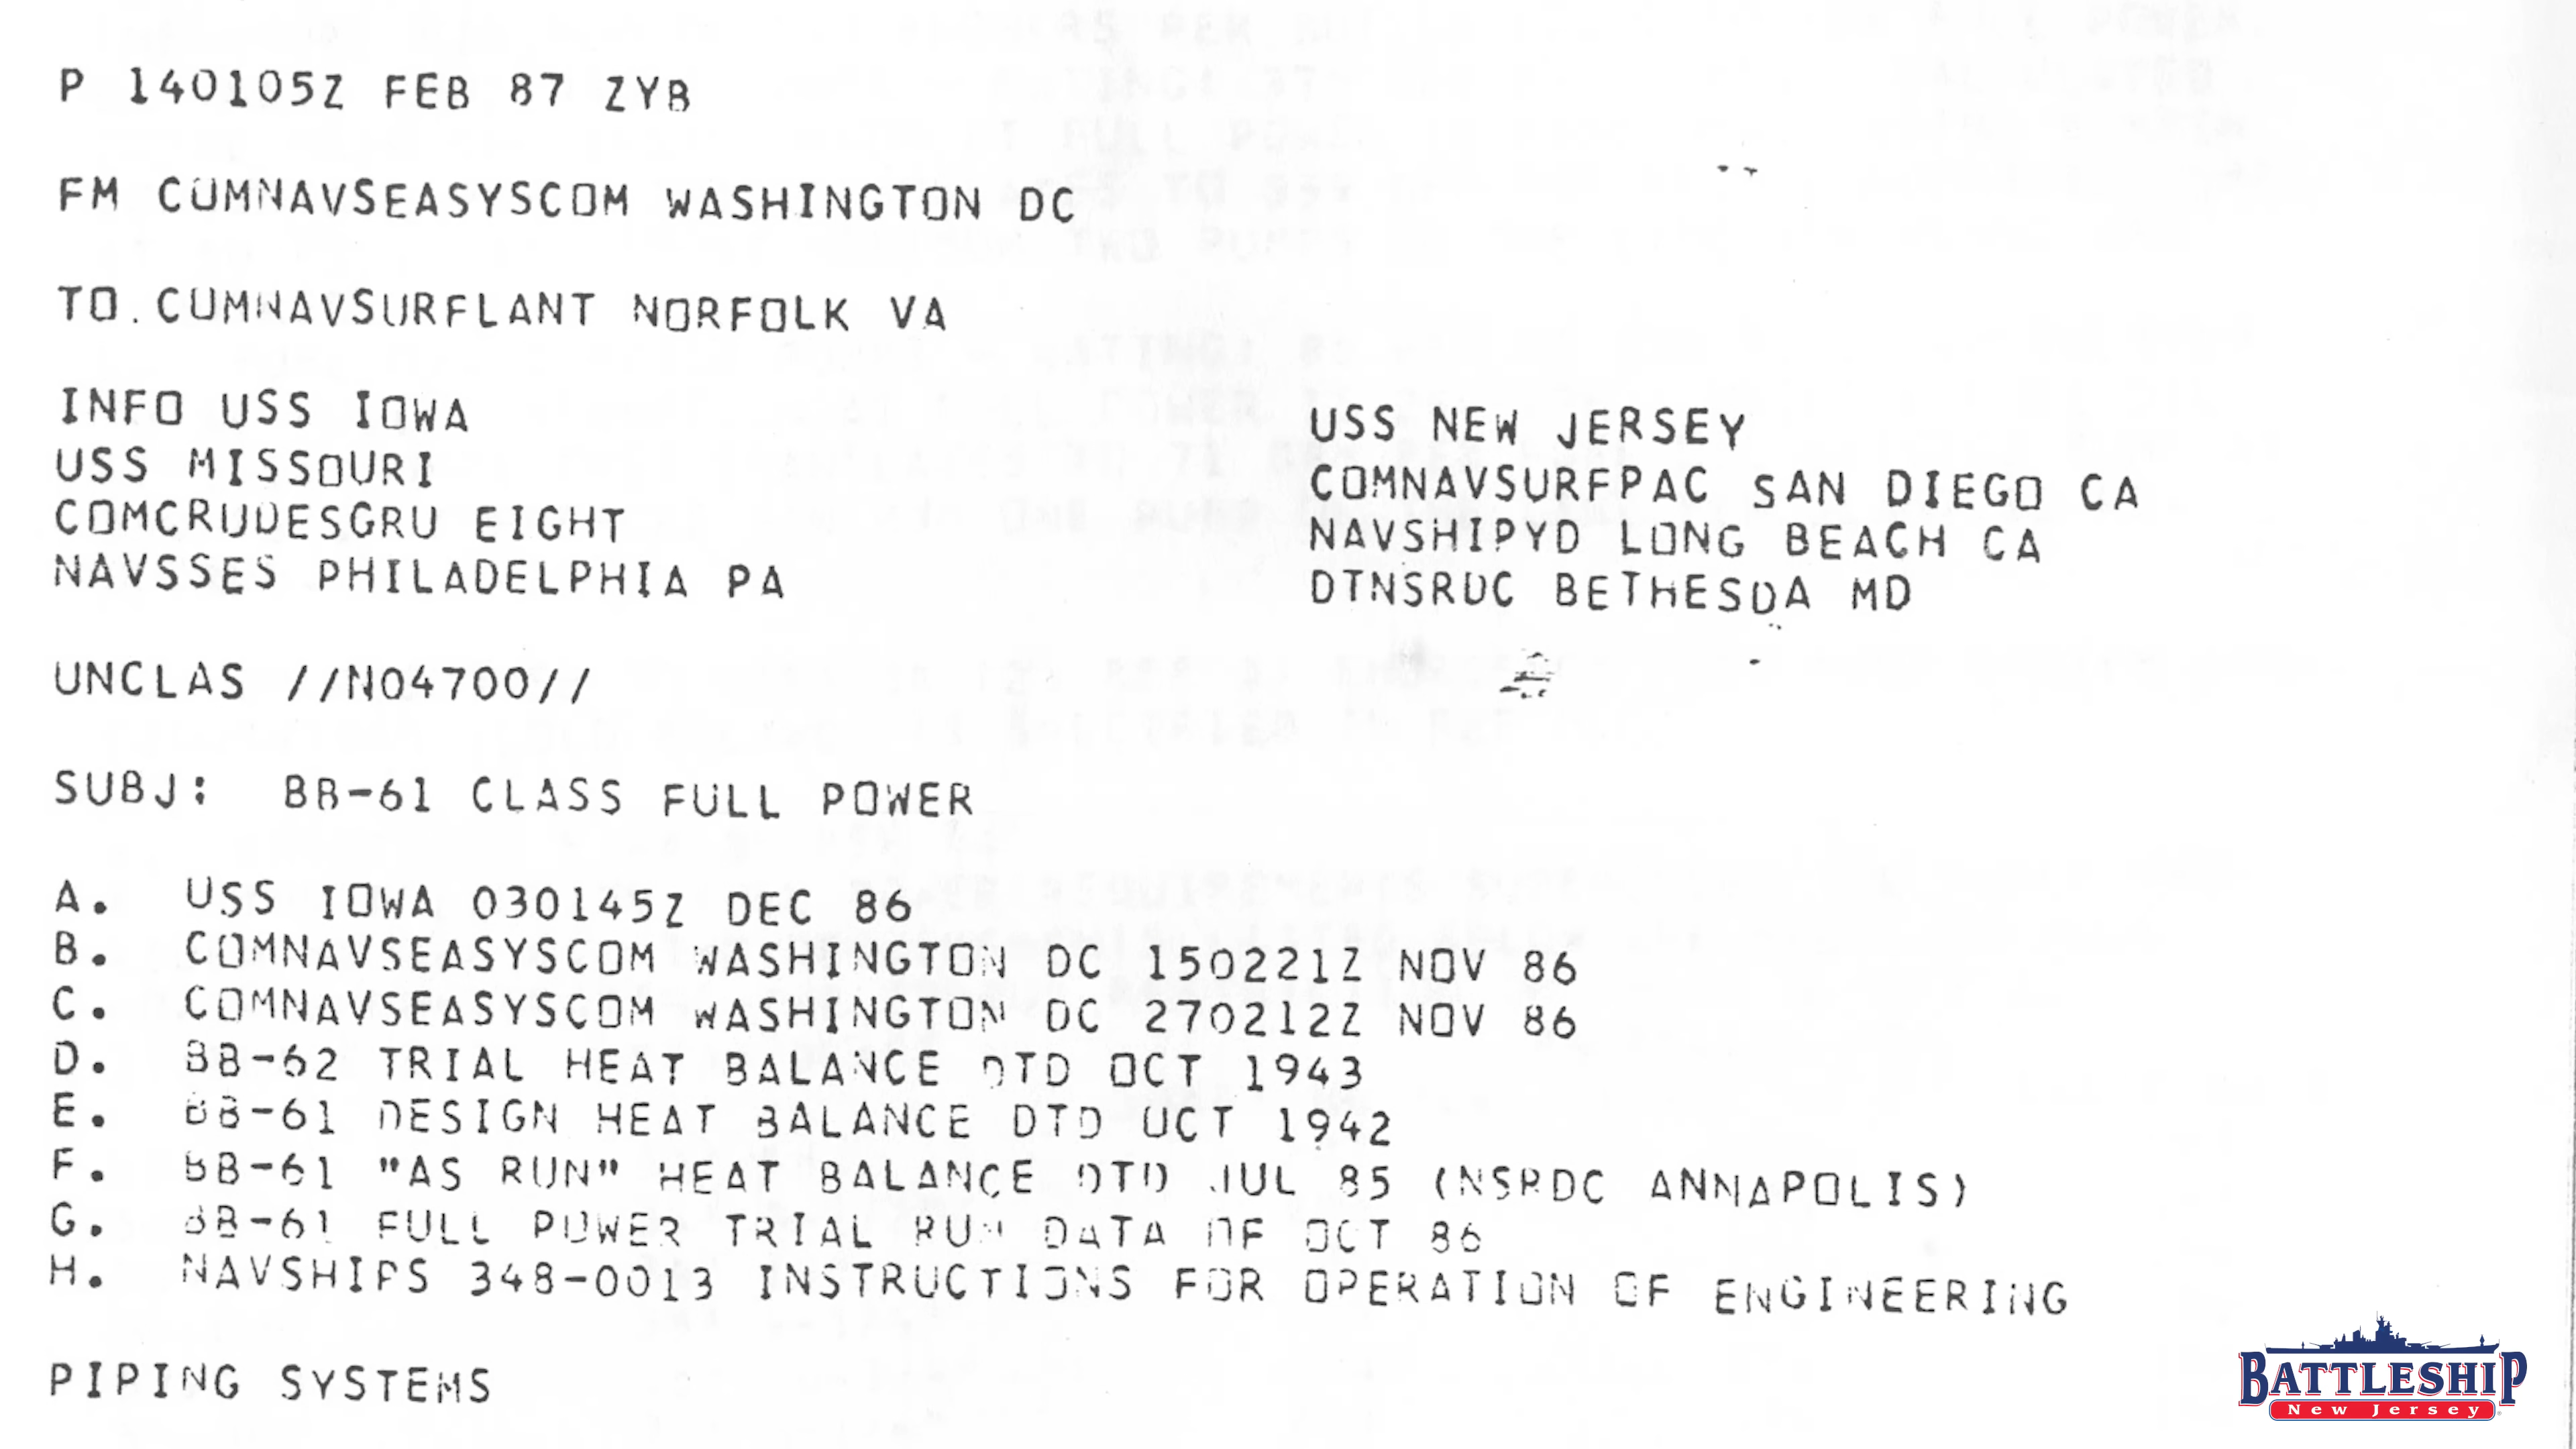 P 140105Z FEB 87 ZYB
FM COMNAVSEASYSCOM WASHINGTON DC
TO.COMNAVSURFLANT NORFOLK VA
INFO USS IOWA
USS MISSOURI
COMCRUDESGRU EIGHT
NAVSSES PHILADELPHIA PA
USS NEW JERSEY
COMNAVSURFPAC SAN DIEGO CA
NAVSHIPYD LONG BEACH CA
DTNSRDC BETHESDA MD
UNCLAS //N04700//
SUBJ: BB-61 CLASS FULL POWER
A. USS IOWA 030145Z DEC 86
B. COMNAVSEASYSCOM WASHINGTON DC 150221Z NOV 86
C. COMNAVSEASYSCOM WASHINGTON DC 270212Z NOV 86
D. BB-62 TRIAL HEAT BALANCE DTD OCT 1943
E. BB-61 DESIGN HEAT BALANCE DTD OCT 1942
F. BB-61 "AS RUN" HEAT BALANCE DTD JUL 85 (NSRDC ANNAPOLIS)
G. BB-61 FULL POWER TRIAL RUN DATA OF OCT 86
H. NAVSHIPS 348-0013 INSTRUCTIONS FOR OPERATION OF ENGINEERING
PIPING SYSTEMS
BATTLESHIP
New Jersey